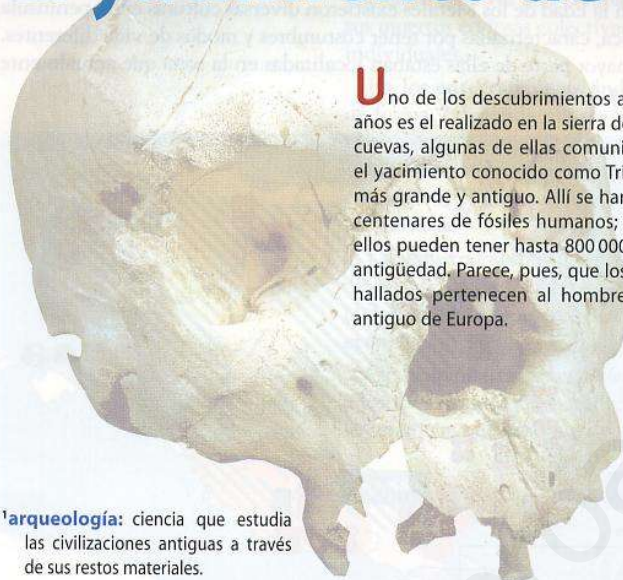 Uno de los descubrimientos a
años es el realizado en la sierra de
cuevas, algunas de ellas comuni
el yacimiento conocido como Tri
más grande y antiguo. Allí se han
centenares de fósiles humanos;
ellos pueden tener hasta 800 000
antigüedad. Parece, pues, que los
hallados pertenecen al hombre
antiguo de Europa.
¹arqueología: ciencia que estudia
las civilizaciones antiguas a través
de sus restos materiales.